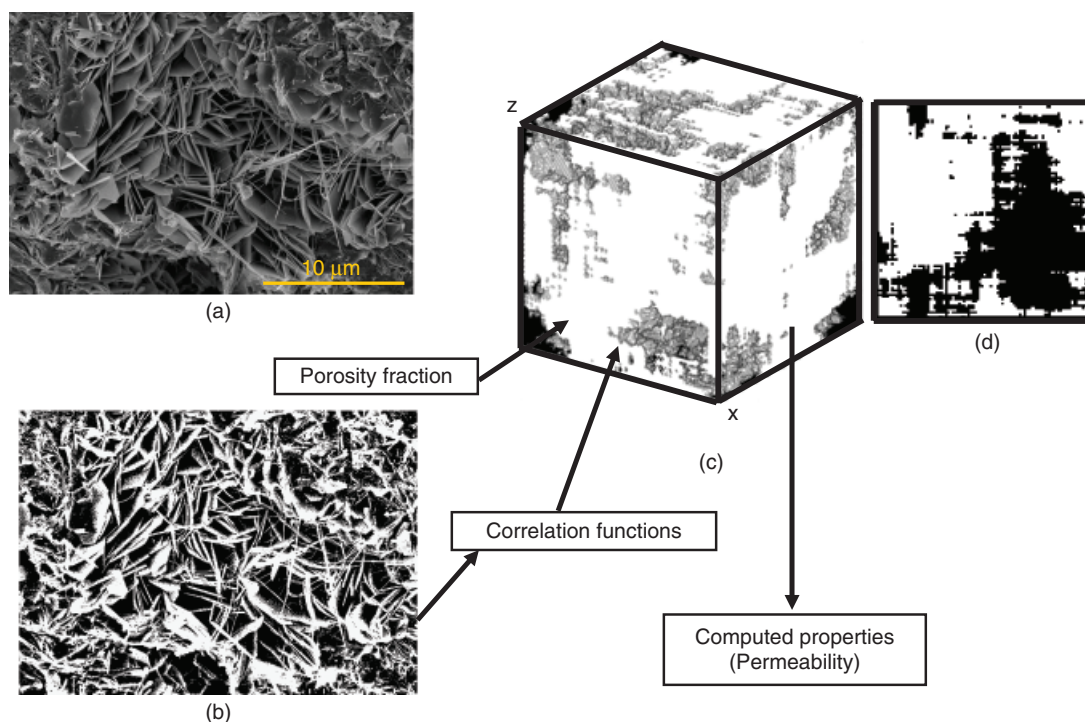 z
10 μm
(a)
(d)
Porosity fraction
x
(c)
Correlation functions
Computed properties
(Permeability)
(b)